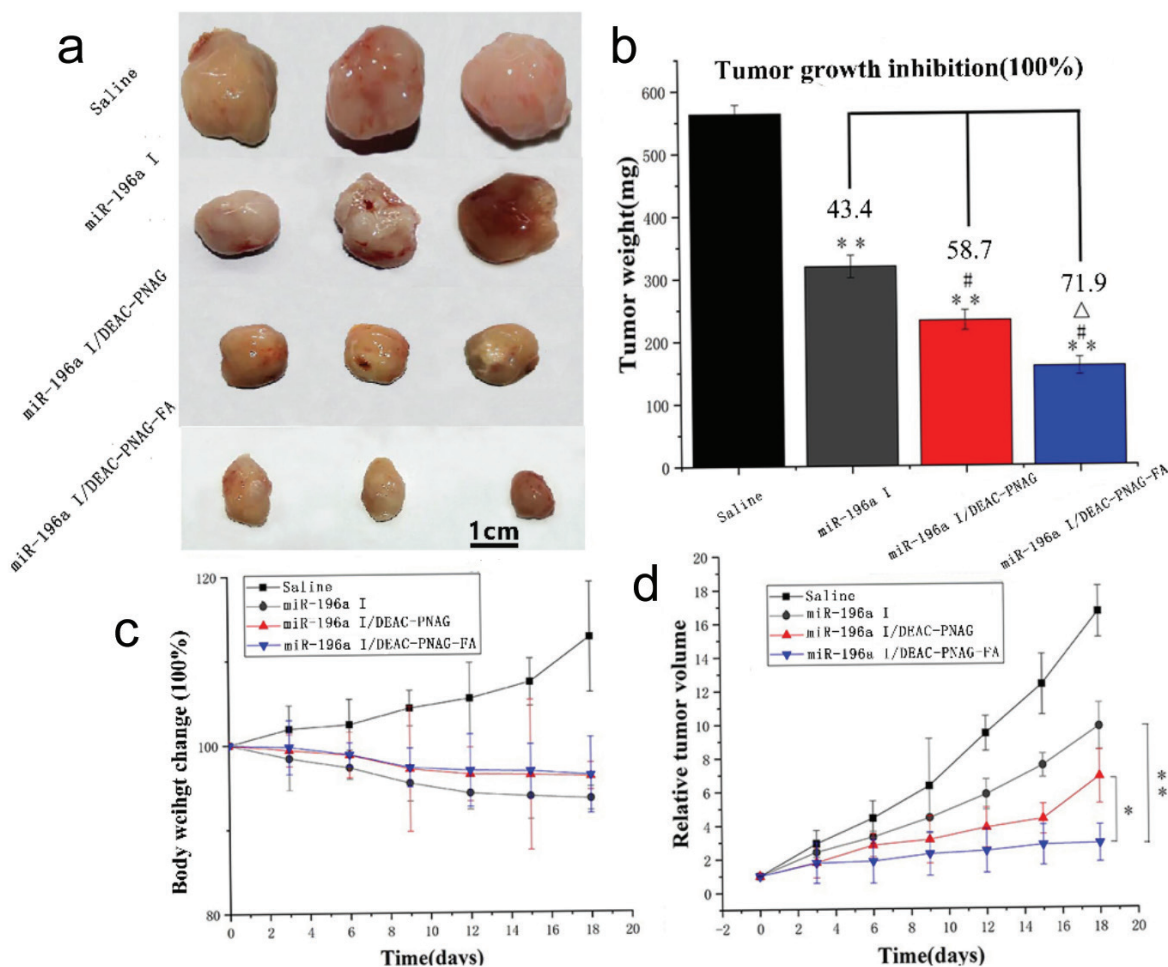 a
Saline
miR-196a I
miR-196a I/DEAC-PNAG
miR-196a I/DEAC-PNAG-FA
1cm
b
Tumor growth inhibition(100%)
Tumor weight(mg)
600
500
400
300
200
100
0
43.4
**
58.7
#
**
71.9
△
#
**
Saline
miR-196a I
miR-196a I/DEAC-PNAG
miR-196a I/DEAC-PNAG-FA
c
Saline
miR-196a I
miR-196a I/DEAC-PNAG
miR-196a I/DEAC-PNAG-FA
Body wcihgt change (100%)
120
100
80
0 2 4 6 8 10 12 14 16 18 20
Time(days)
d
Saline
miR-196a I
miR-196a I/DEAC-PNAG
miR-196a I/DEAC-PNAG-FA
Relative tumor volume
20
18
16
14
12
10
8
6
4
2
0
*
**
-2 0 2 4 6 8 10 12 14 16 18 20
Time(days)